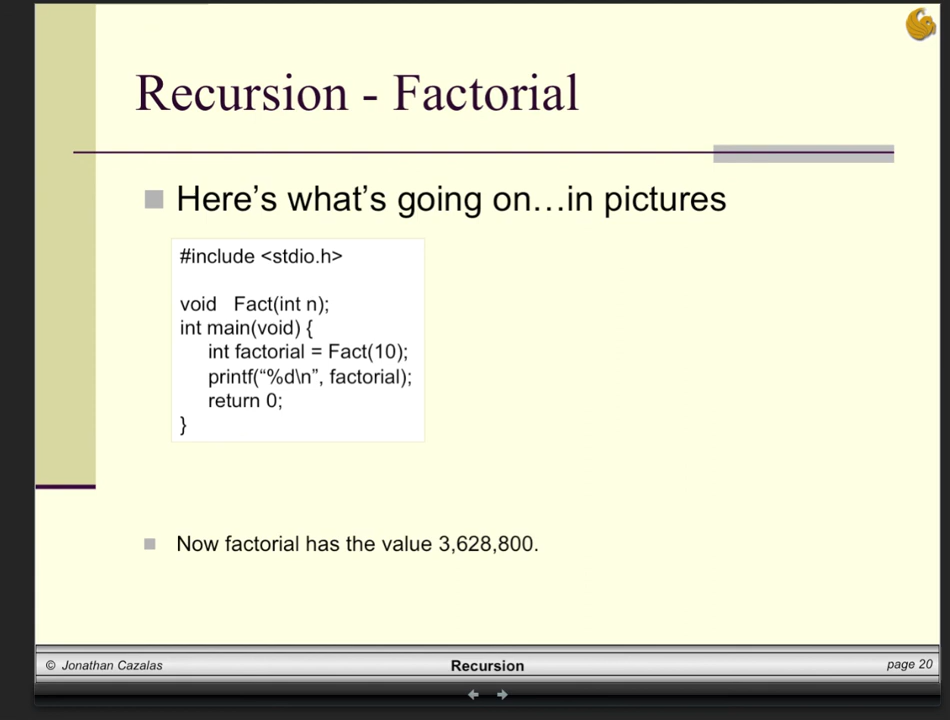 Recursion - Factorial
Here’s what’s going on…in pictures
#include <stdio.h>
void Fact(int n);
int main(void) {
int factorial = Fact(10);
printf(“%d\n”, factorial);
return 0;
}
Now factorial has the value 3,628,800.
© Jonathan Cazalas
Recursion
page 20